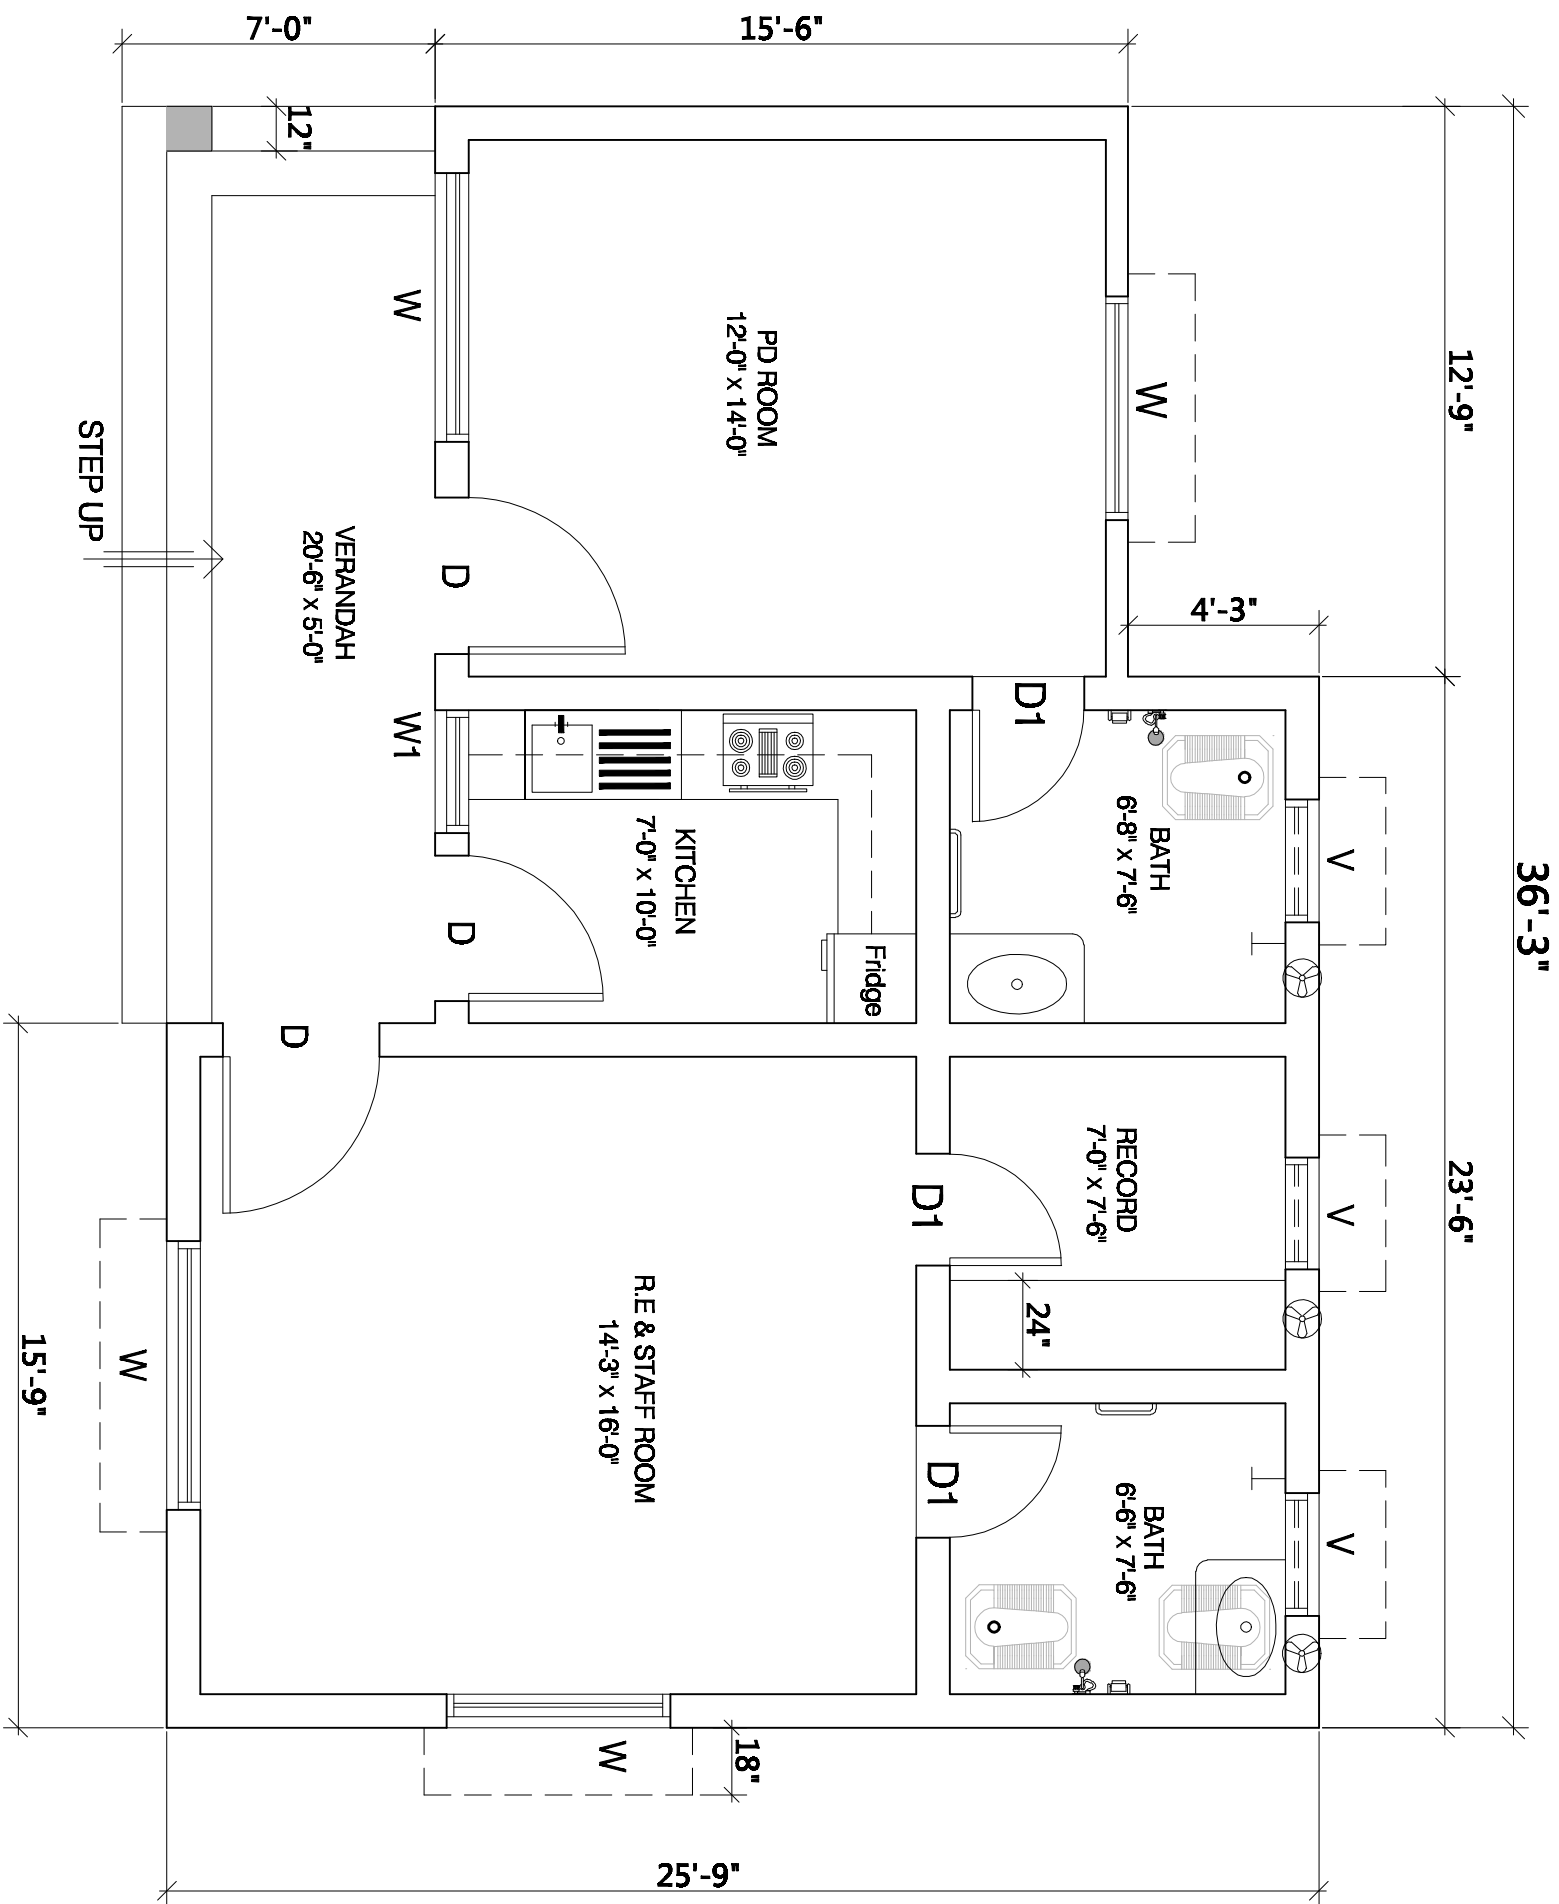 7'-0"
15'-6"
12"
12'-9"
36'-3"
4'-3"
W
W
PD ROOM
12'-0" x 14'-0"
STEP UP
VERANDAH
20'-6" x 5'-0"
D
D1
W1
KITCHEN
7'-0" x 10'-0"
BATH
6'-8" x 7'-6"
V
D
Fridge
D
23'-6"
RECORD
7'-0" x 7'-6"
V
D1
24"
R.E & STAFF ROOM
14'-3" x 16'-0"
W
15'-9"
D1
BATH
6'-6" x 7'-6"
V
W
18"
25'-9"